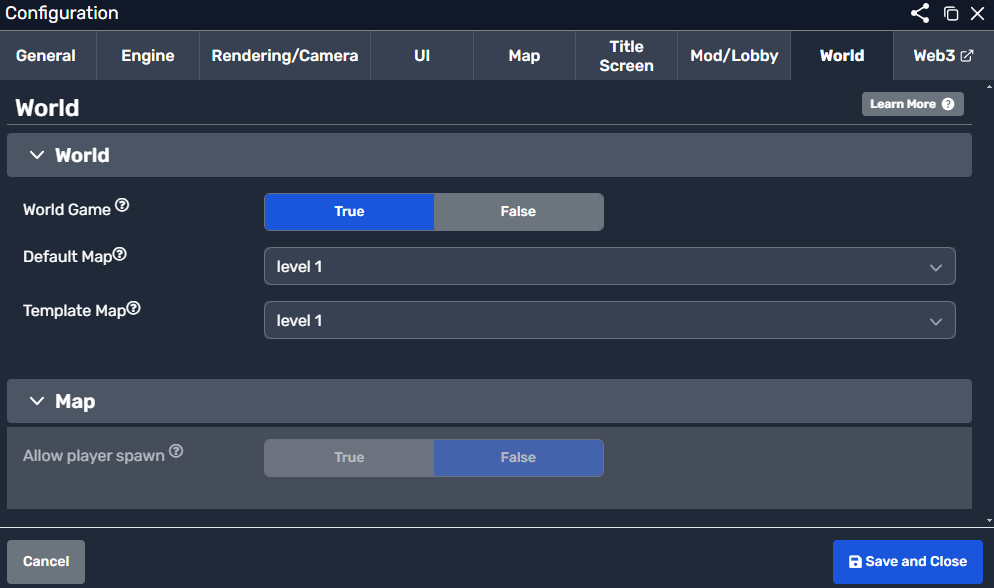 Configuration
General
Engine
Rendering/Camera
UI
Map
Title
Screen
Mod/Lobby
World
Web3
World
Learn More ?
World
World Game ?
True
False
Default Map ?
level 1
Template Map ?
level 1
Map
Allow player spawn ?
True
False
Cancel
Save and Close